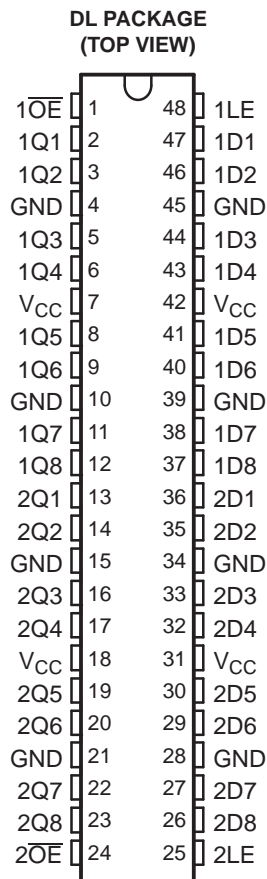 DL PACKAGE
(TOP VIEW)
1O̅E̅ 1 48 1LE
1Q1 2 47 1D1
1Q2 3 46 1D2
GND 4 45 GND
1Q3 5 44 1D3
1Q4 6 43 1D4
VCC 7 42 VCC
1Q5 8 41 1D5
1Q6 9 40 1D6
GND 10 39 GND
1Q7 11 38 1D7
1Q8 12 37 1D8
2Q1 13 36 2D1
2Q2 14 35 2D2
GND 15 34 GND
2Q3 16 33 2D3
2Q4 17 32 2D4
VCC 18 31 VCC
2Q5 19 30 2D5
2Q6 20 29 2D6
GND 21 28 GND
2Q7 22 27 2D7
2Q8 23 26 2D8
2O̅E̅ 24 25 2LE